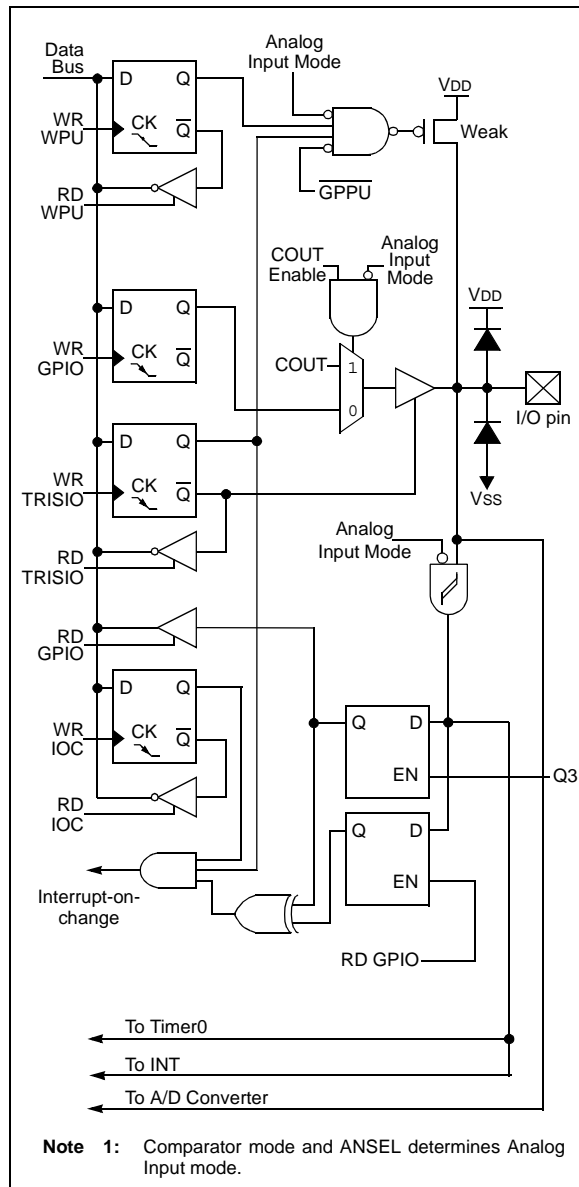 Data
Bus
D
Q
WR
WPU
CK
Q
RD
WPU
Analog
Input Mode
GPPU
VDD
Weak
COUT
Enable
Analog
Input
Mode
D
Q
WR
GPIO
CK
Q
COUT
1
0
VDD
I/O pin
VSS
D
Q
WR
TRISIO
CK
Q
RD
TRISIO
Analog
Input Mode
RD
GPIO
D
Q
WR
IOC
CK
Q
RD
IOC
Q
D
EN
Q3
Q
D
EN
Interrupt-on-
change
RD GPIO
To Timer0
To INT
To A/D Converter
Note 1: Comparator mode and ANSEL determines Analog
Input mode.